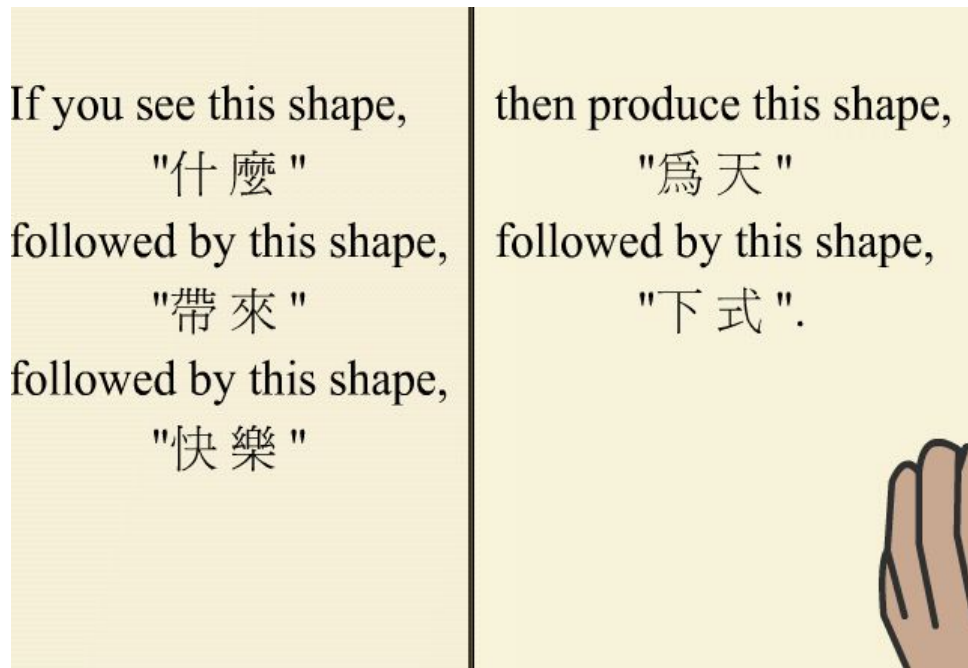 If you see this shape,
"什 麼 "
followed by this shape,
"帶 來 "
followed by this shape,
"快 樂 "
then produce this shape,
"爲 天 "
followed by this shape,
"下 式 ".